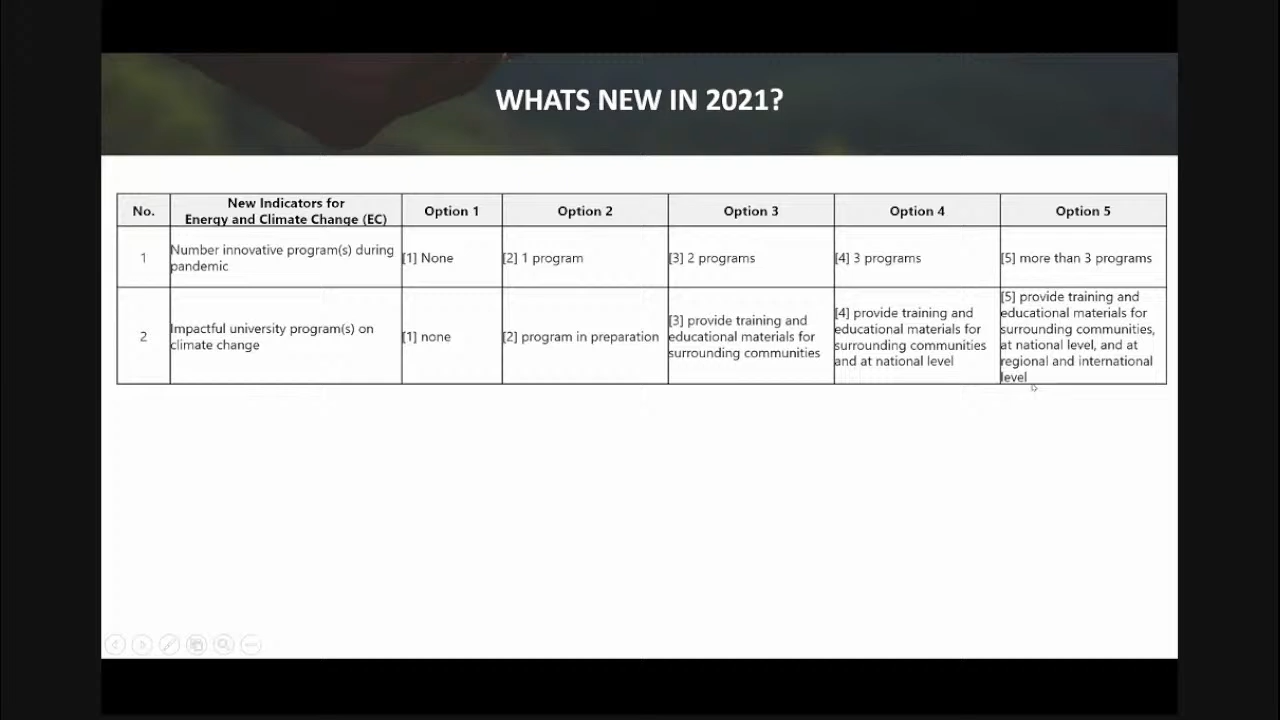 WHATS NEW IN 2021?
No.
New Indicators for
Energy and Climate Change (EC)
Option 1
Option 2
Option 3
Option 4
Option 5
1
Number innovative program(s) during
pandemic
[1] None
[2] 1 program
[3] 2 programs
[4] 3 programs
[5] more than 3 programs
2
Impactful university program(s) on
climate change
[1] none
[2] program in preparation
[3] provide training and
educational materials for
surrounding communities
[4] provide training and
educational materials for
surrounding communities
and at national level
[5] provide training and
educational materials for
surrounding communities,
at national level, and at
regional and international
level